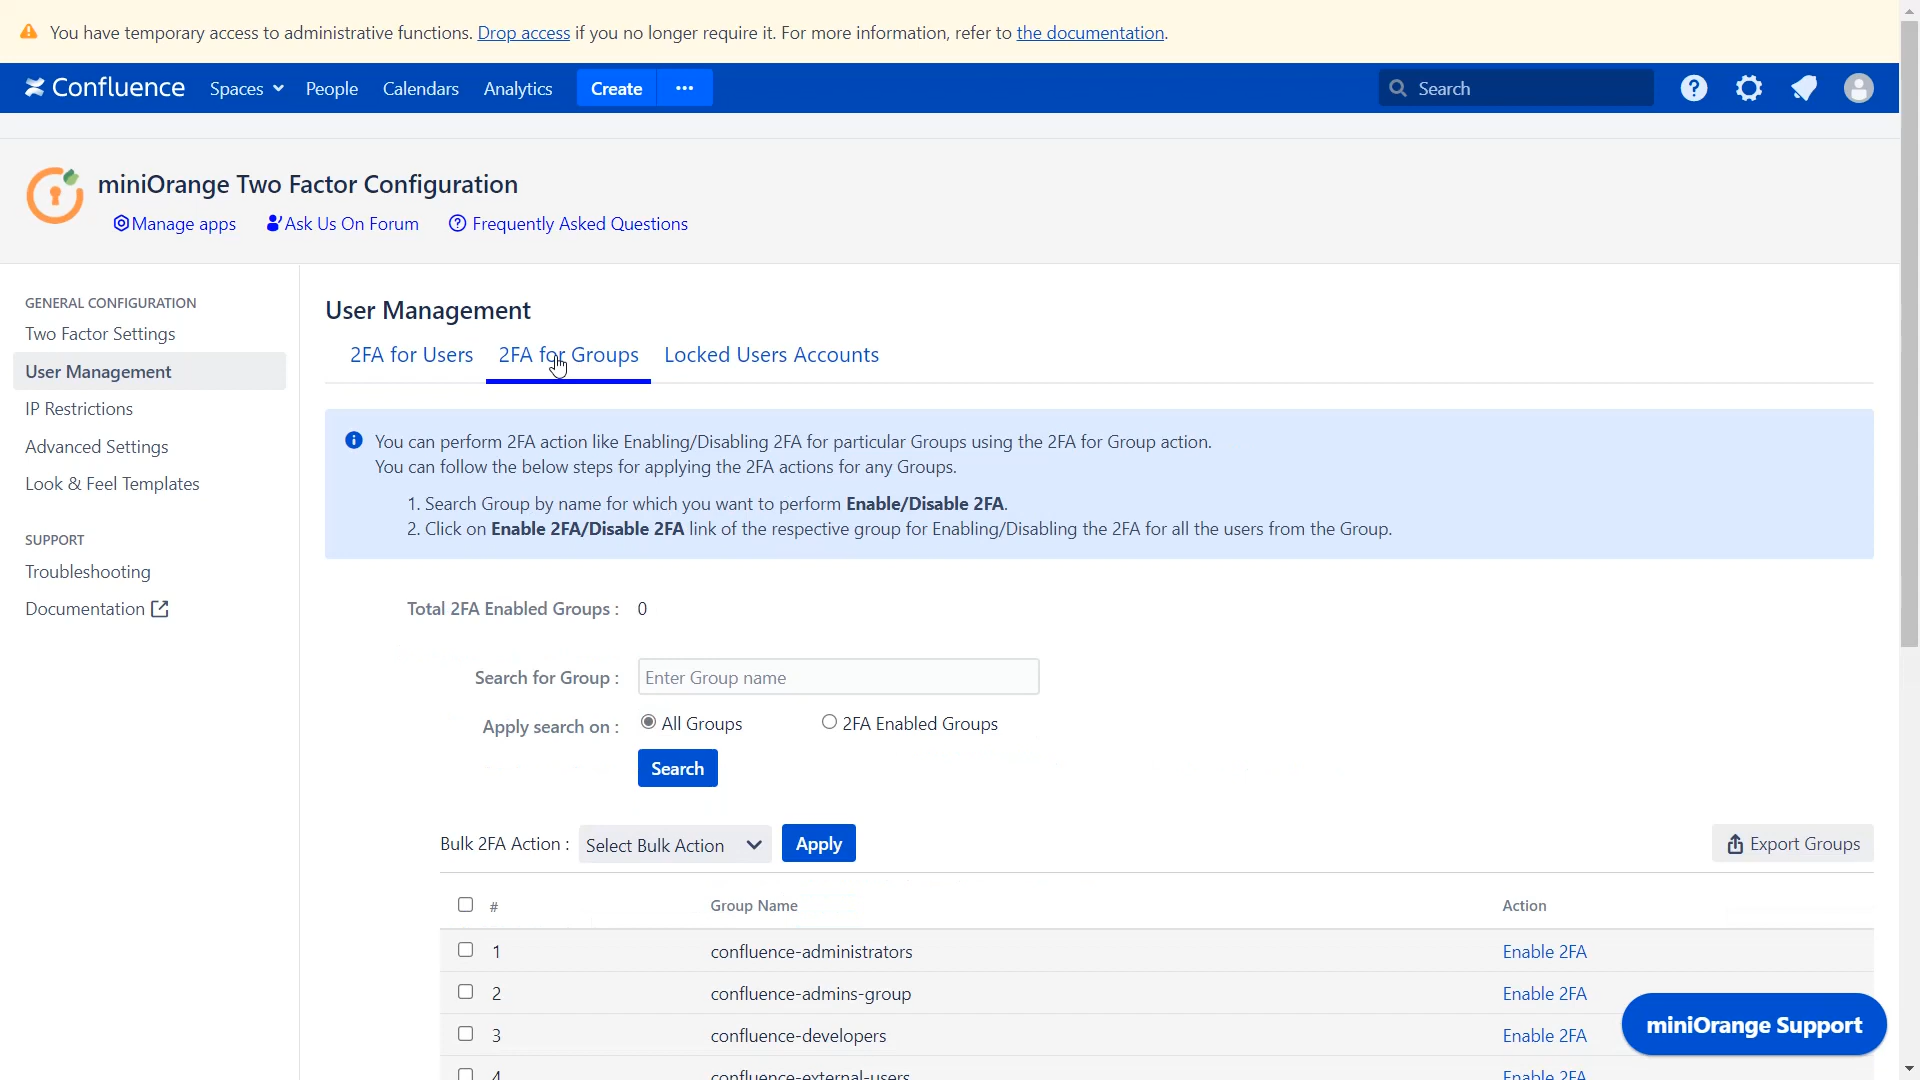 You have temporary access to administrative functions. Drop access if you no longer require it. For more information, refer to the documentation.
Confluence Spaces People Calendars Analytics Create ••• Search
miniOrange Two Factor Configuration
Manage apps Ask Us On Forum Frequently Asked Questions
GENERAL CONFIGURATION
Two Factor Settings
User Management
IP Restrictions
Advanced Settings
Look & Feel Templates
SUPPORT
Troubleshooting
Documentation
User Management
2FA for Users 2FA for Groups Locked Users Accounts
You can perform 2FA action like Enabling/Disabling 2FA for particular Groups using the 2FA for Group action.
You can follow the below steps for applying the 2FA actions for any Groups.
1. Search Group by name for which you want to perform Enable/Disable 2FA.
2. Click on Enable 2FA/Disable 2FA link of the respective group for Enabling/Disabling the 2FA for all the users from the Group.
Total 2FA Enabled Groups : 0
Search for Group : Enter Group name
Apply search on : All Groups 2FA Enabled Groups
Search
Bulk 2FA Action : Select Bulk Action Apply Export Groups
# Group Name Action
1 confluence-administrators Enable 2FA
2 confluence-admins-group Enable 2FA
3 confluence-developers Enable 2FA
4 confluence-external-users Enable 2FA
miniOrange Support